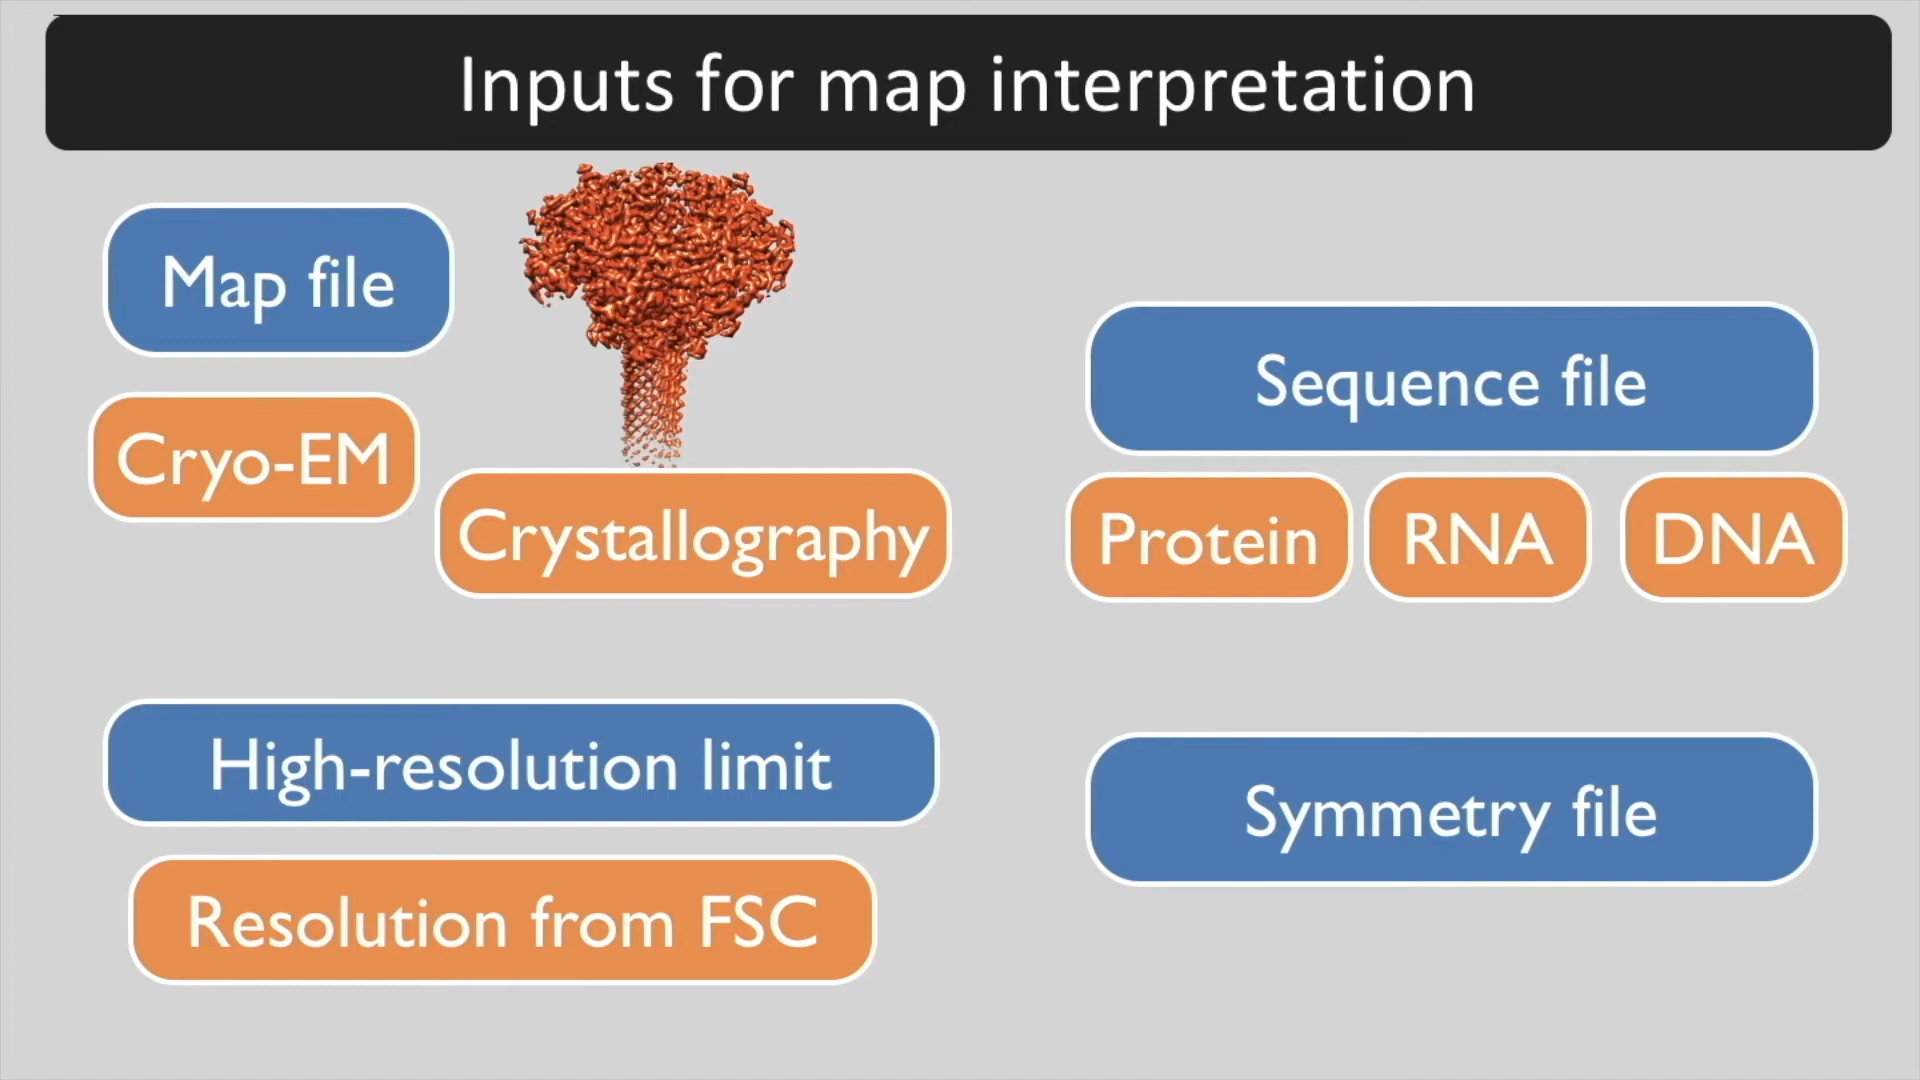 Inputs for map interpretation
Map file
Cryo-EM
Crystallography
Sequence file
Protein
RNA
DNA
High-resolution limit
Resolution from FSC
Symmetry file